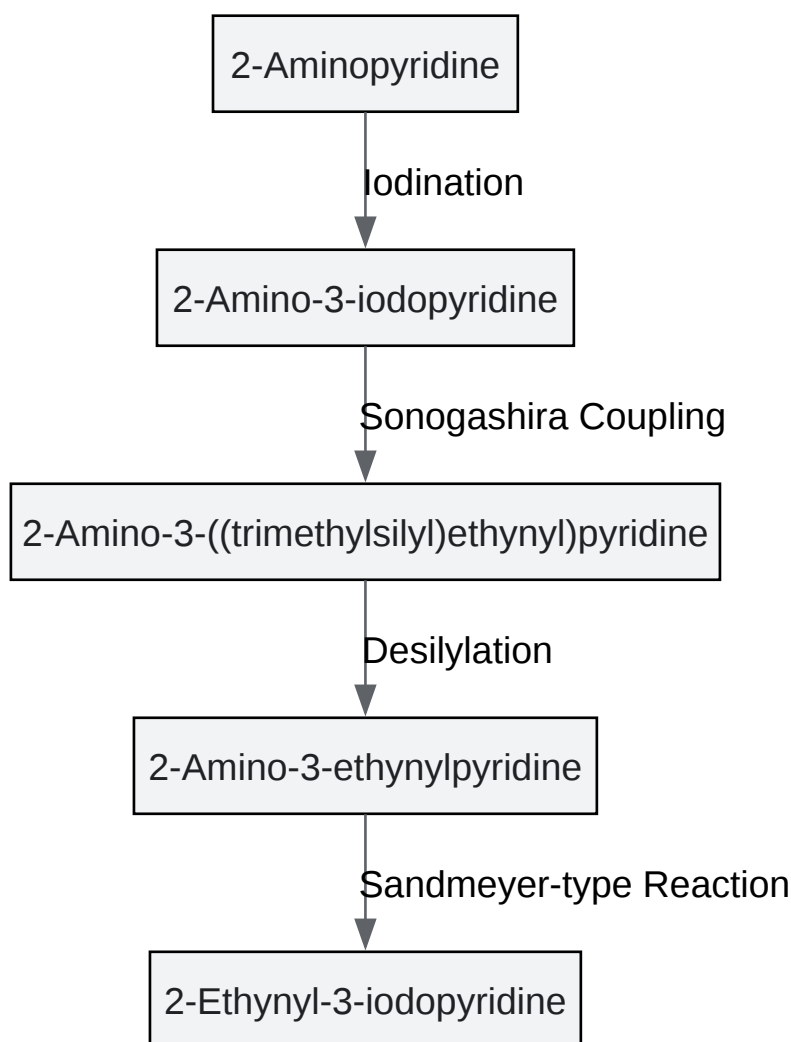 2-Aminopyridine
Iodination
2-Amino-3-iodopyridine
Sonogashira Coupling
2-Amino-3-((trimethylsilyl)ethynyl)pyridine
Desilylation
2-Amino-3-ethynylpyridine
Sandmeyer-type Reaction
2-Ethynyl-3-iodopyridine